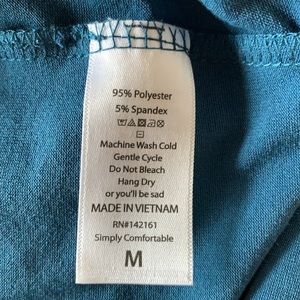 95% Polyester
5% Spandex
Machine Wash Cold
Gentle Cycle
Do Not Bleach
Hang Dry
or you'll be sad
MADE IN VIETNAM
RN#142161
Simply Comfortable
M